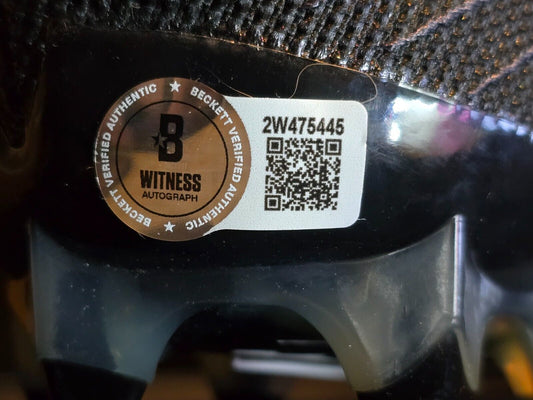 BECKETT VERIFIED AUTHENTIC
BECKETT VERIFIED AUTHENTIC
B
WITNESS
AUTOGRAPH
2W475445